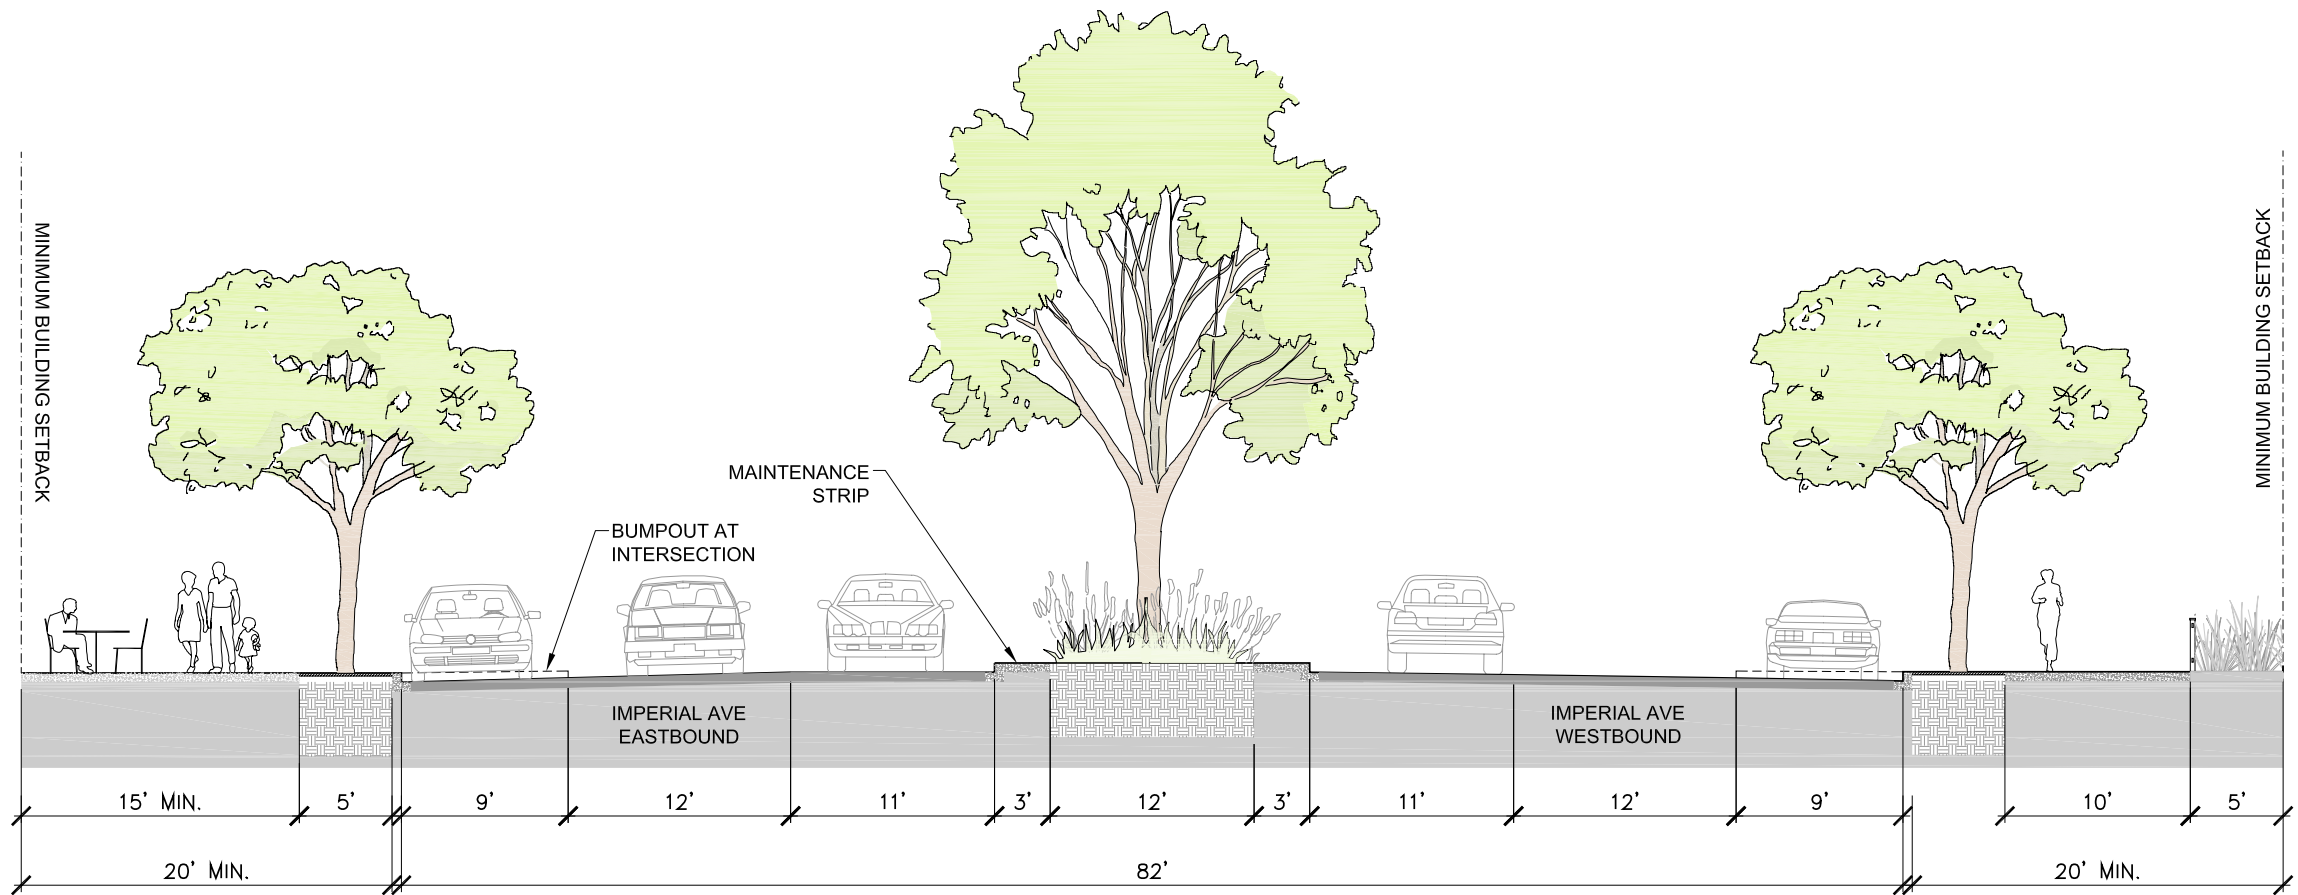 MINIMUM BUILDING SETBACK
MINIMUM BUILDING SETBACK
MAINTENANCE
STRIP
BUMPOUT AT
INTERSECTION
IMPERIAL AVE
EASTBOUND
IMPERIAL AVE
WESTBOUND
15' MIN.
5'
9'
12'
11'
3'
12'
3'
11'
12'
9'
10'
5'
20' MIN.
82'
20' MIN.